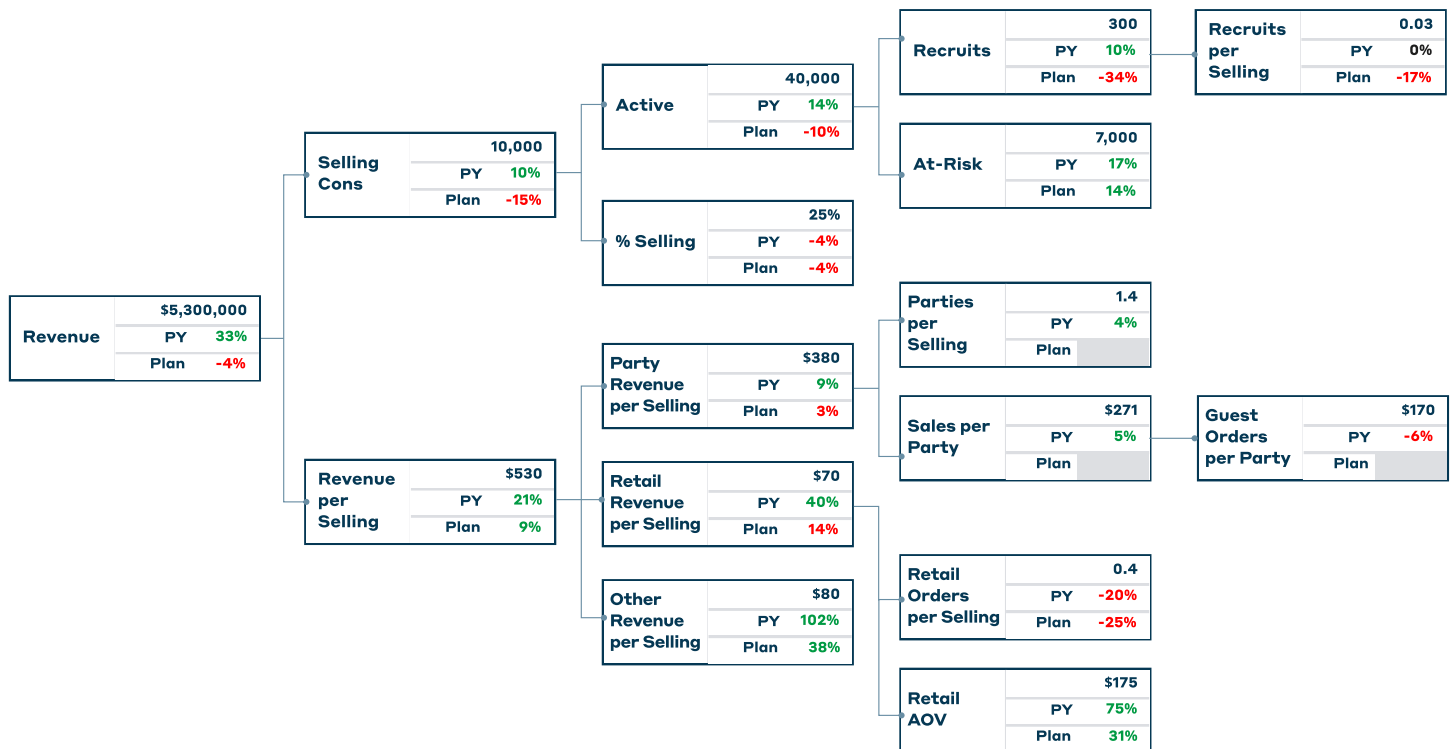 Revenue
$5,300,000
PY 33%
Plan -4%
Selling
Cons
10,000
PY 10%
Plan -15%
Revenue
per
Selling
$530
PY 21%
Plan 9%
Active
40,000
PY 14%
Plan -10%
% Selling
25%
PY -4%
Plan -4%
Party
Revenue
per Selling
$380
PY 9%
Plan 3%
Retail
Revenue
per Selling
$70
PY 40%
Plan 14%
Other
Revenue
per Selling
$80
PY 102%
Plan 38%
Recruits
300
PY 10%
Plan -34%
At-Risk
7,000
PY 17%
Plan 14%
Parties
per
Selling
1.4
PY 4%
Plan
Sales per
Party
$271
PY 5%
Plan
Retail
Orders
per Selling
0.4
PY -20%
Plan -25%
Retail
AOV
$175
PY 75%
Plan 31%
Recruits
per
Selling
0.03
PY 0%
Plan -17%
Guest
Orders
per Party
$170
PY -6%
Plan